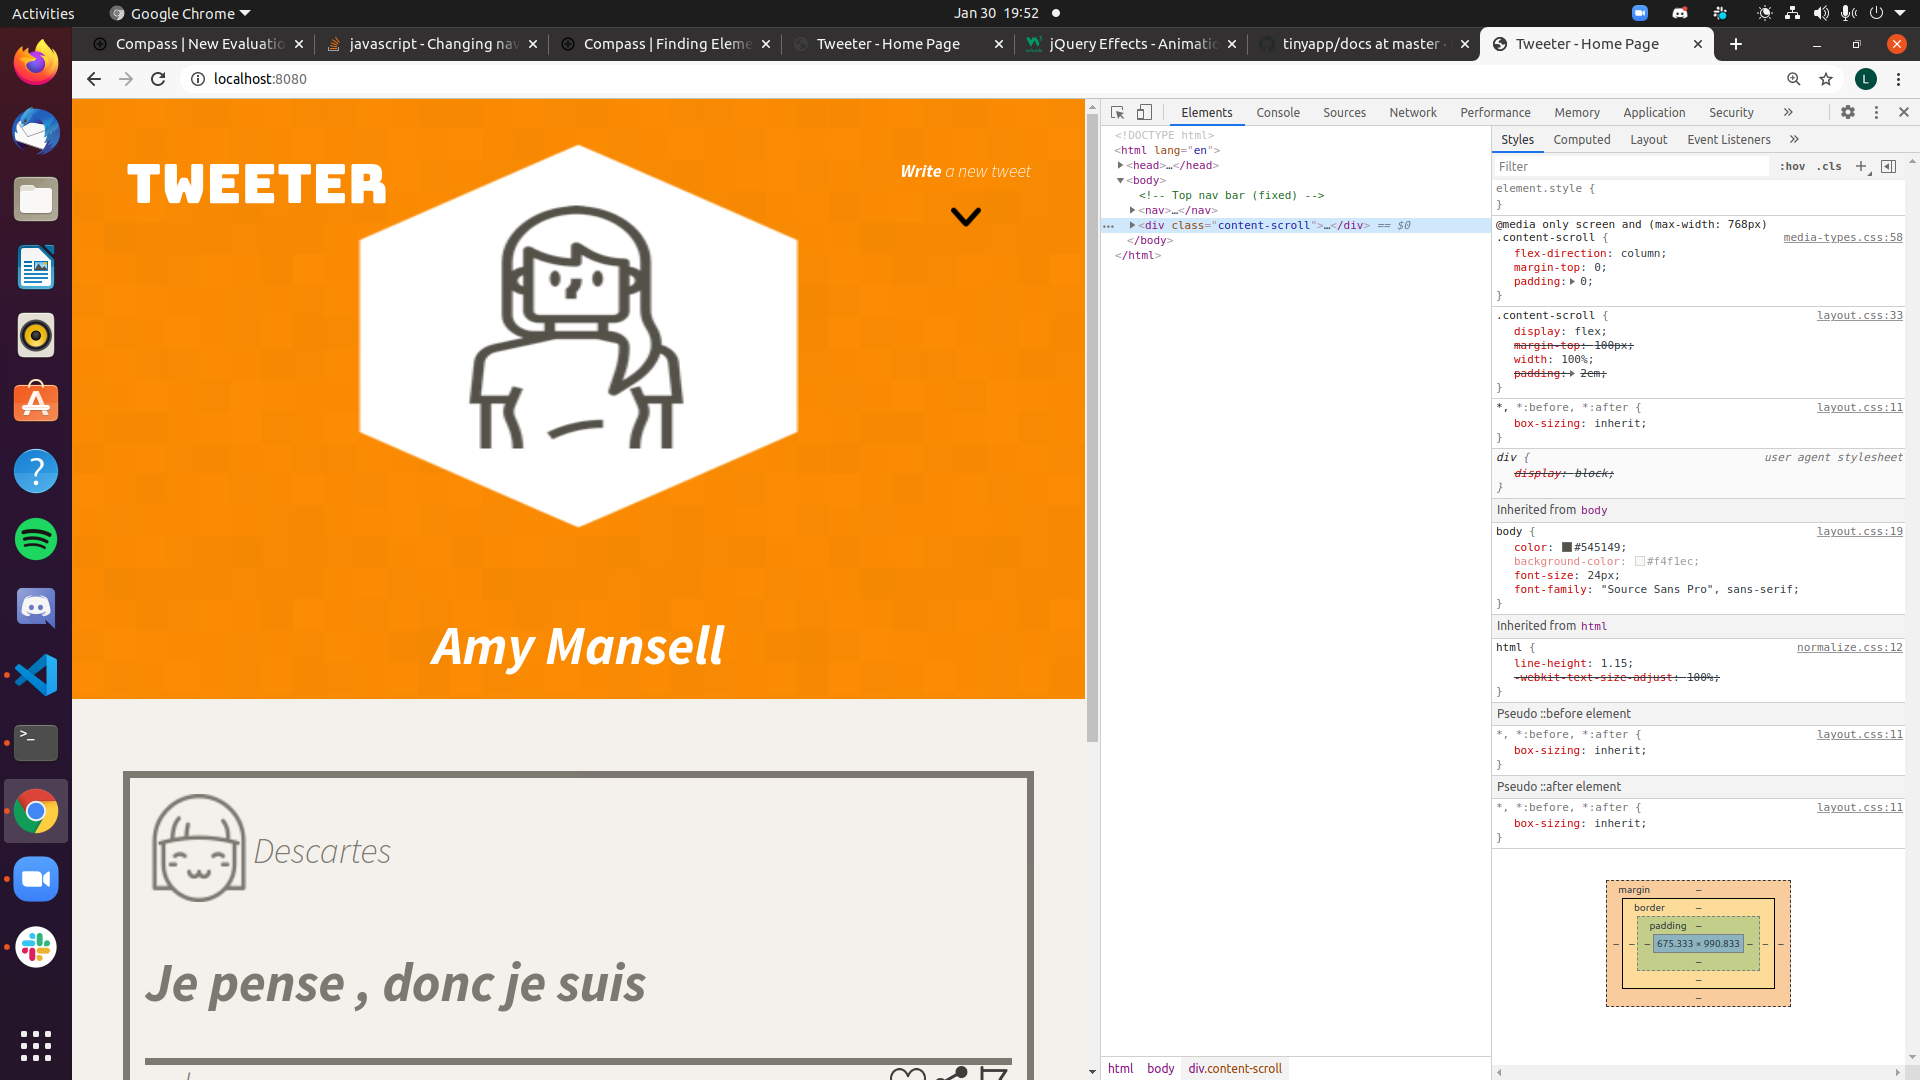 Activities
Google Chrome
Jan 30 19:52
Compass | New Evaluatio
javascript - Changing nav
Compass | Finding Eleme
Tweeter - Home Page
jQuery Effects - Animatio
tinyapp/docs at master ·
Tweeter - Home Page
localhost:8080
L
TWEETER
Write a new tweet
Amy Mansell
Descartes
Je pense , donc je suis
Elements Console Sources Network Performance Memory Application Security »
<!DOCTYPE html>
<html lang="en">
<head>…</head>
<body>
<!-- Top nav bar (fixed) -->
<nav>…</nav>
<div class="content-scroll">…</div> == $0
</body>
</html>
html body div.content-scroll
Styles Computed Layout Event Listeners »
Filter :hov .cls +
element.style {
}
@media only screen and (max-width: 768px)
.content-scroll { media-types.css:58
flex-direction: column;
margin-top: 0;
padding: 0;
}
.content-scroll { layout.css:33
display: flex;
margin-top: 100px;
width: 100%;
padding: 2em;
}
*, *:before, *:after { layout.css:11
box-sizing: inherit;
}
div { user agent stylesheet
display: block;
}
Inherited from body
body { layout.css:19
color: #545149;
background-color: #f4f1ec;
font-size: 24px;
font-family: "Source Sans Pro", sans-serif;
}
Inherited from html
html { normalize.css:12
line-height: 1.15;
-webkit-text-size-adjust: 100%;
}
Pseudo ::before element
*, *:before, *:after { layout.css:11
box-sizing: inherit;
}
Pseudo ::after element
*, *:before, *:after { layout.css:11
box-sizing: inherit;
}
margin –
border –
padding –
– – – 675.333 × 990.833 – – –
–
–
–